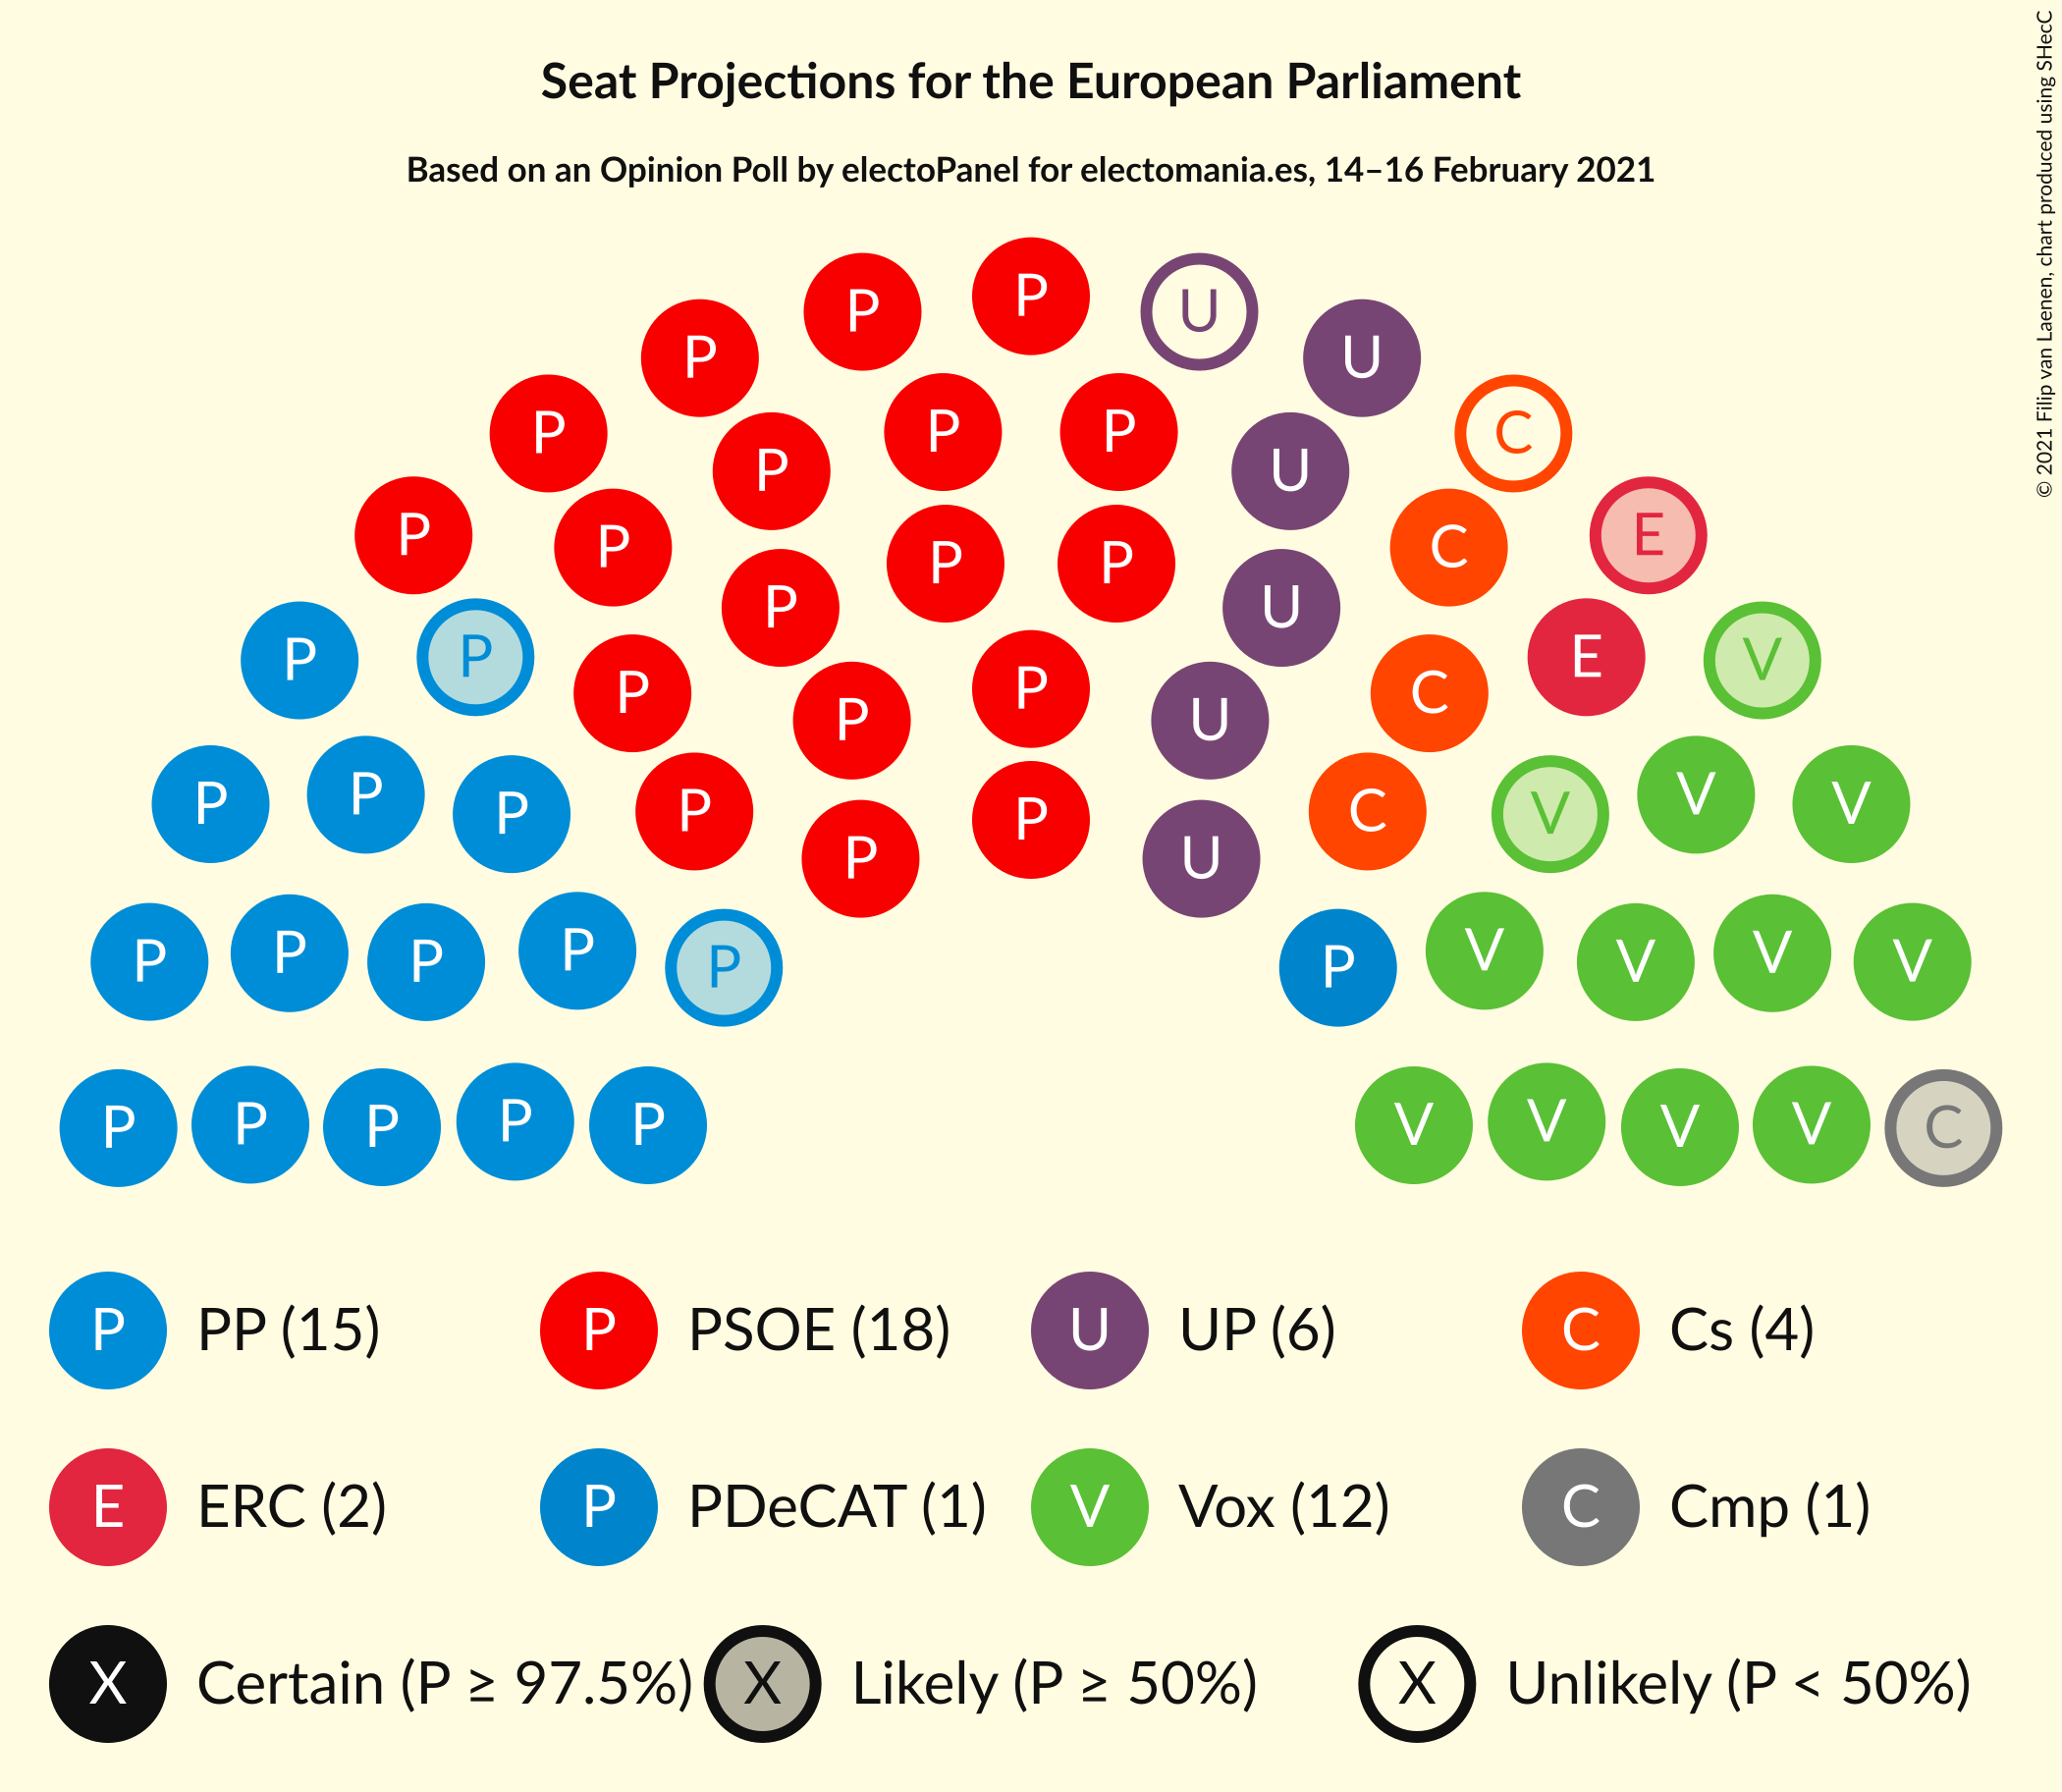 Seat Projections for the European Parliament
Based on an Opinion Poll by electoPanel for electomania.es, 14–16 February 2021
© 2021 Filip van Laenen, chart produced using SHecC
P P P U U
P P P P U C
P P P P P U C E
P P P P P U C E V
P P P P P U C V V V
P P P P P P P P U P V V V V
P P P P P V V V V C
P PP (15) P PSOE (18) U UP (6) C Cs (4)
E ERC (2) P PDeCAT (1) V Vox (12) C Cmp (1)
X Certain (P ≥ 97.5%) X Likely (P ≥ 50%) X Unlikely (P < 50%)